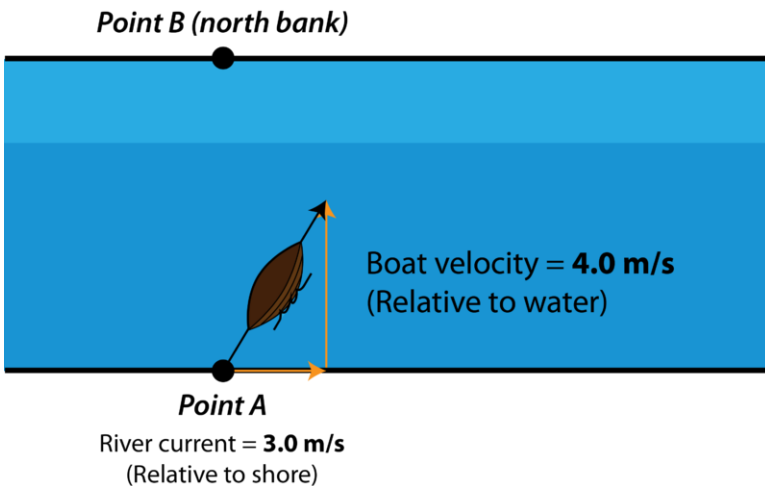 Point B (north bank)
Boat velocity = 4.0 m/s
(Relative to water)
Point A
River current = 3.0 m/s
(Relative to shore)